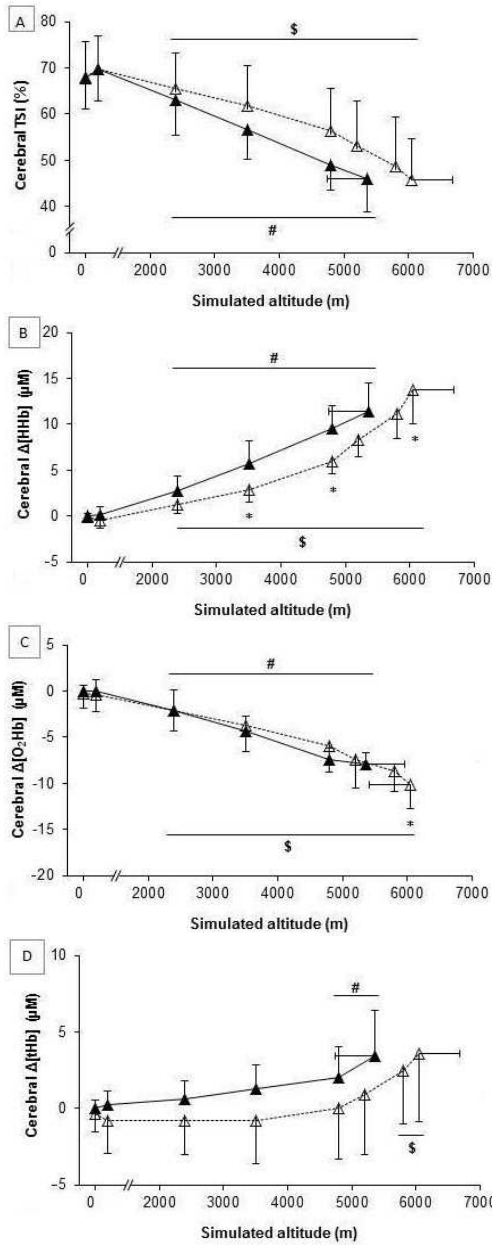 A
$
80
70
60
50
40
0
Cerebral TSI (%)
#
0 2000 3000 4000 5000 6000 7000
Simulated altitude (m)
B
#
20
15
10
5
0
−5
Cerebral Δ[HHb] (µM)
* * *
$
0 2000 3000 4000 5000 6000 7000
Simulated altitude (m)
C
#
5
0
-5
-10
-15
-20
Cerebral Δ[O₂Hb] (µM)
*
$
0 2000 3000 4000 5000 6000 7000
Simulated altitude (m)
D
#
10
5
0
−5
Cerebral Δ[tHb] (µM)
$
0 2000 3000 4000 5000 6000 7000
Simulated altitude (m)